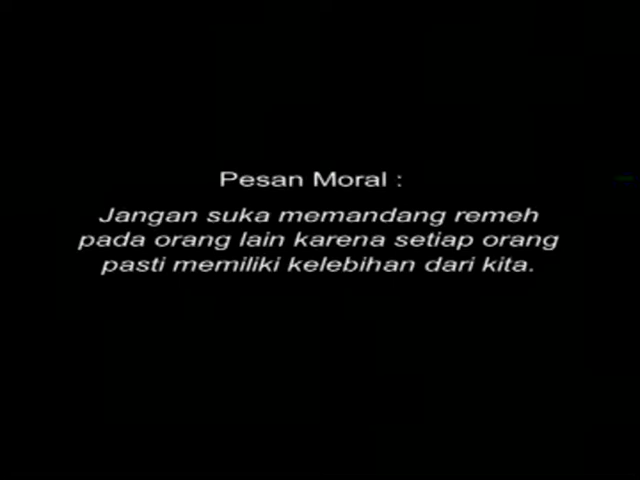 Pesan Moral :
Jangan suka memandang remeh
pada orang lain karena setiap orang
pasti memiliki kelebihan dari kita.